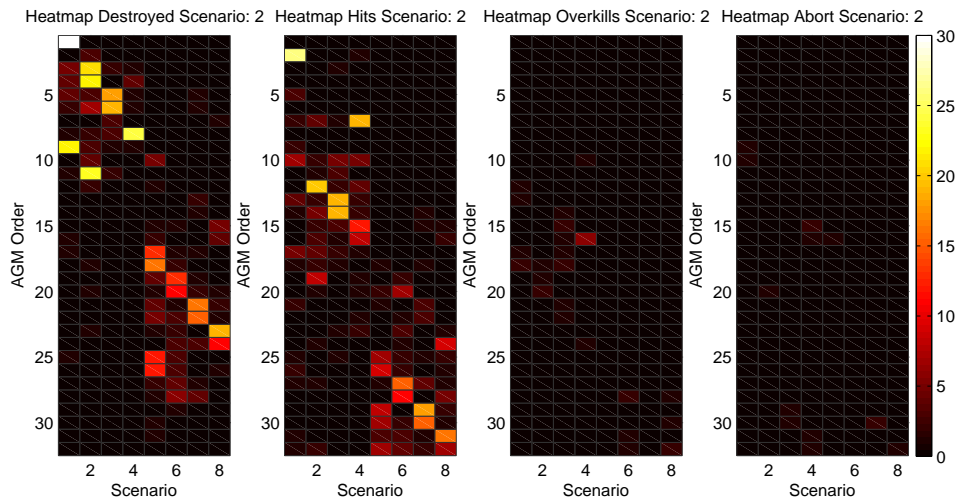 Heatmap Destroyed Scenario: 2
Heatmap Hits Scenario: 2
Heatmap Overkills Scenario: 2
Heatmap Abort Scenario: 2
AGM Order
5
10
15
20
25
30
2 4 6 8
Scenario
AGM Order
5
10
15
20
25
30
2 4 6 8
Scenario
AGM Order
5
10
15
20
25
30
2 4 6 8
Scenario
AGM Order
5
10
15
20
25
30
2 4 6 8
Scenario
30
25
20
15
10
5
0